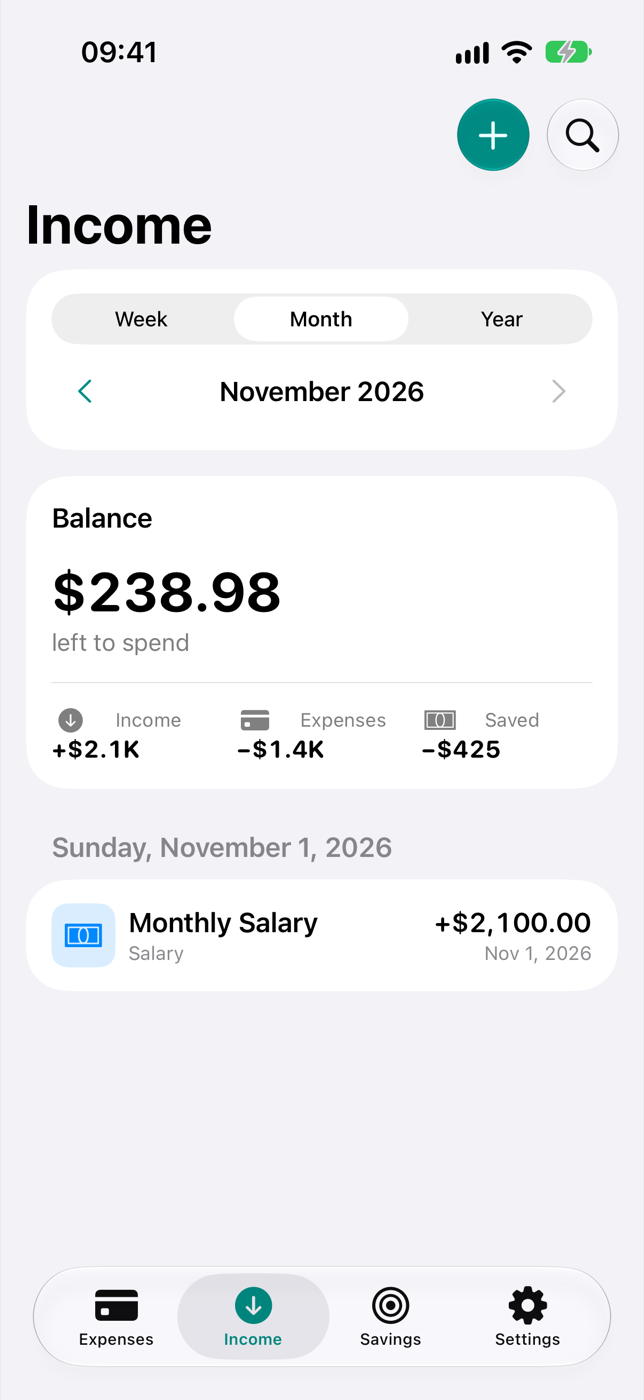 09:41
Income
Week Month Year
November 2026
Balance
$238.98
left to spend
Income Expenses Saved
+$2.1K −$1.4K −$425
Sunday, November 1, 2026
Monthly Salary +$2,100.00
Salary Nov 1, 2026
Expenses Income Savings Settings